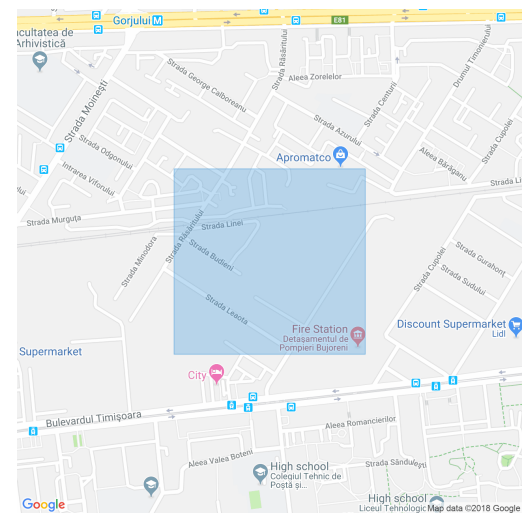 Gorjului M
E81
acultatea de
Arhivistică
Strada Moinești
Strada George Calboreanu
Strada Răsăritului
Aleea Zorelelor
Strada Centurii
Drumul Timonierului
Strada Azurului
Strada Cupolei
Aleea Bărăganu
Strada Odgonului
Intrarea Viforului
Apromatco
Strada Li
Strada Murguța
Strada Răsăritului
Strada Liniei
Strada Minodora
Strada Budieni
Strada Leaota
Strada Cupolei
Strada Gurahonț
Strada Sudului
Fire Station
Detașamentul de
Pompieri Bujoreni
Discount Supermarket
Lidl
Supermarket
City
Bulevardul Timișoara
Aleea Romancierilor
Aleea Valea Boteni
Strada Săndulești
High school
Colegiul Tehnic de
Poștă și...
High school
Liceul Tehnologic
Google
Map data ©2018 Google